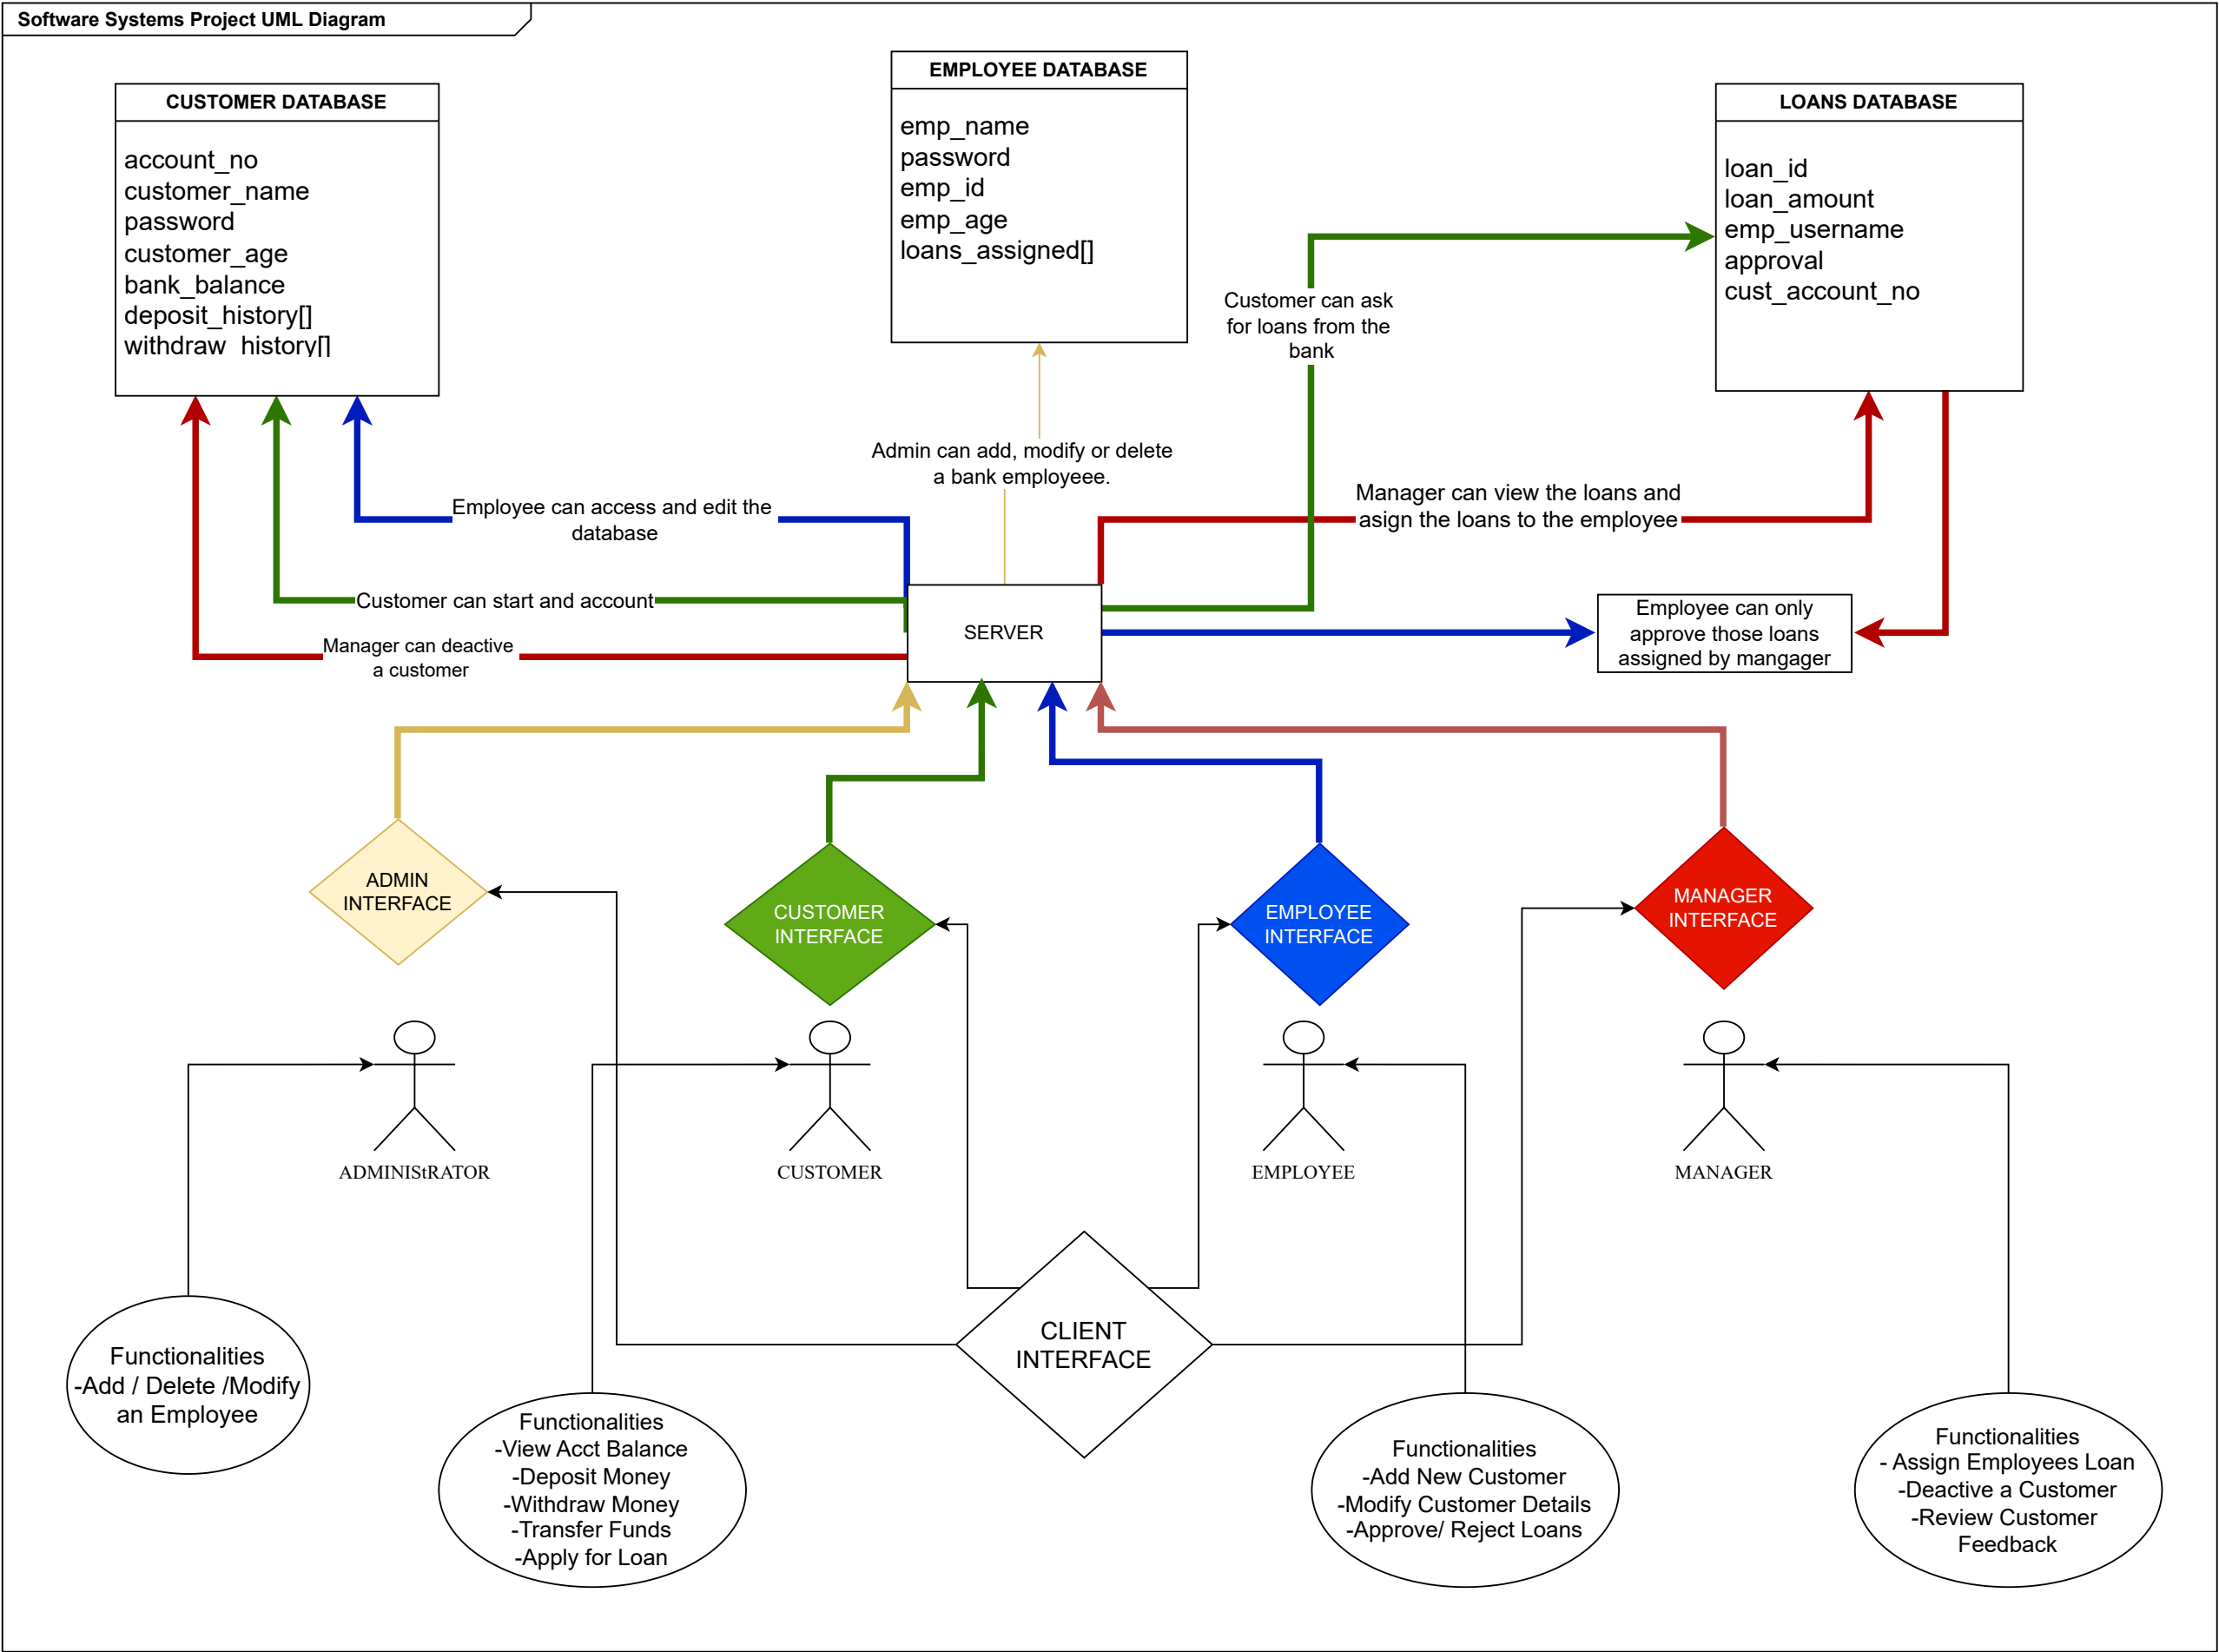 Software Systems Project UML Diagram
CUSTOMER DATABASE
account_no
customer_name
password
customer_age
bank_balance
deposit_history[]
withdraw_history[]
EMPLOYEE DATABASE
emp_name
password
emp_id
emp_age
loans_assigned[]
LOANS DATABASE
loan_id
loan_amount
emp_username
approval
cust_account_no
Customer can ask
for loans from the
bank
Admin can add, modify or delete
a bank employeee.
Employee can access and edit the
database
Manager can view the loans and
asign the loans to the employee
Customer can start and account
Manager can deactive
a customer
SERVER
Employee can only
approve those loans
assigned by mangager
ADMIN
INTERFACE
CUSTOMER
INTERFACE
EMPLOYEE
INTERFACE
MANAGER
INTERFACE
ADMINIStRATOR
CUSTOMER
EMPLOYEE
MANAGER
CLIENT
INTERFACE
Functionalities
-Add / Delete /Modify
an Employee
Functionalities
-View Acct Balance
-Deposit Money
-Withdraw Money
-Transfer Funds
-Apply for Loan
Functionalities
-Add New Customer
-Modify Customer Details
-Approve/ Reject Loans
Functionalities
- Assign Employees Loan
-Deactive a Customer
-Review Customer
Feedback